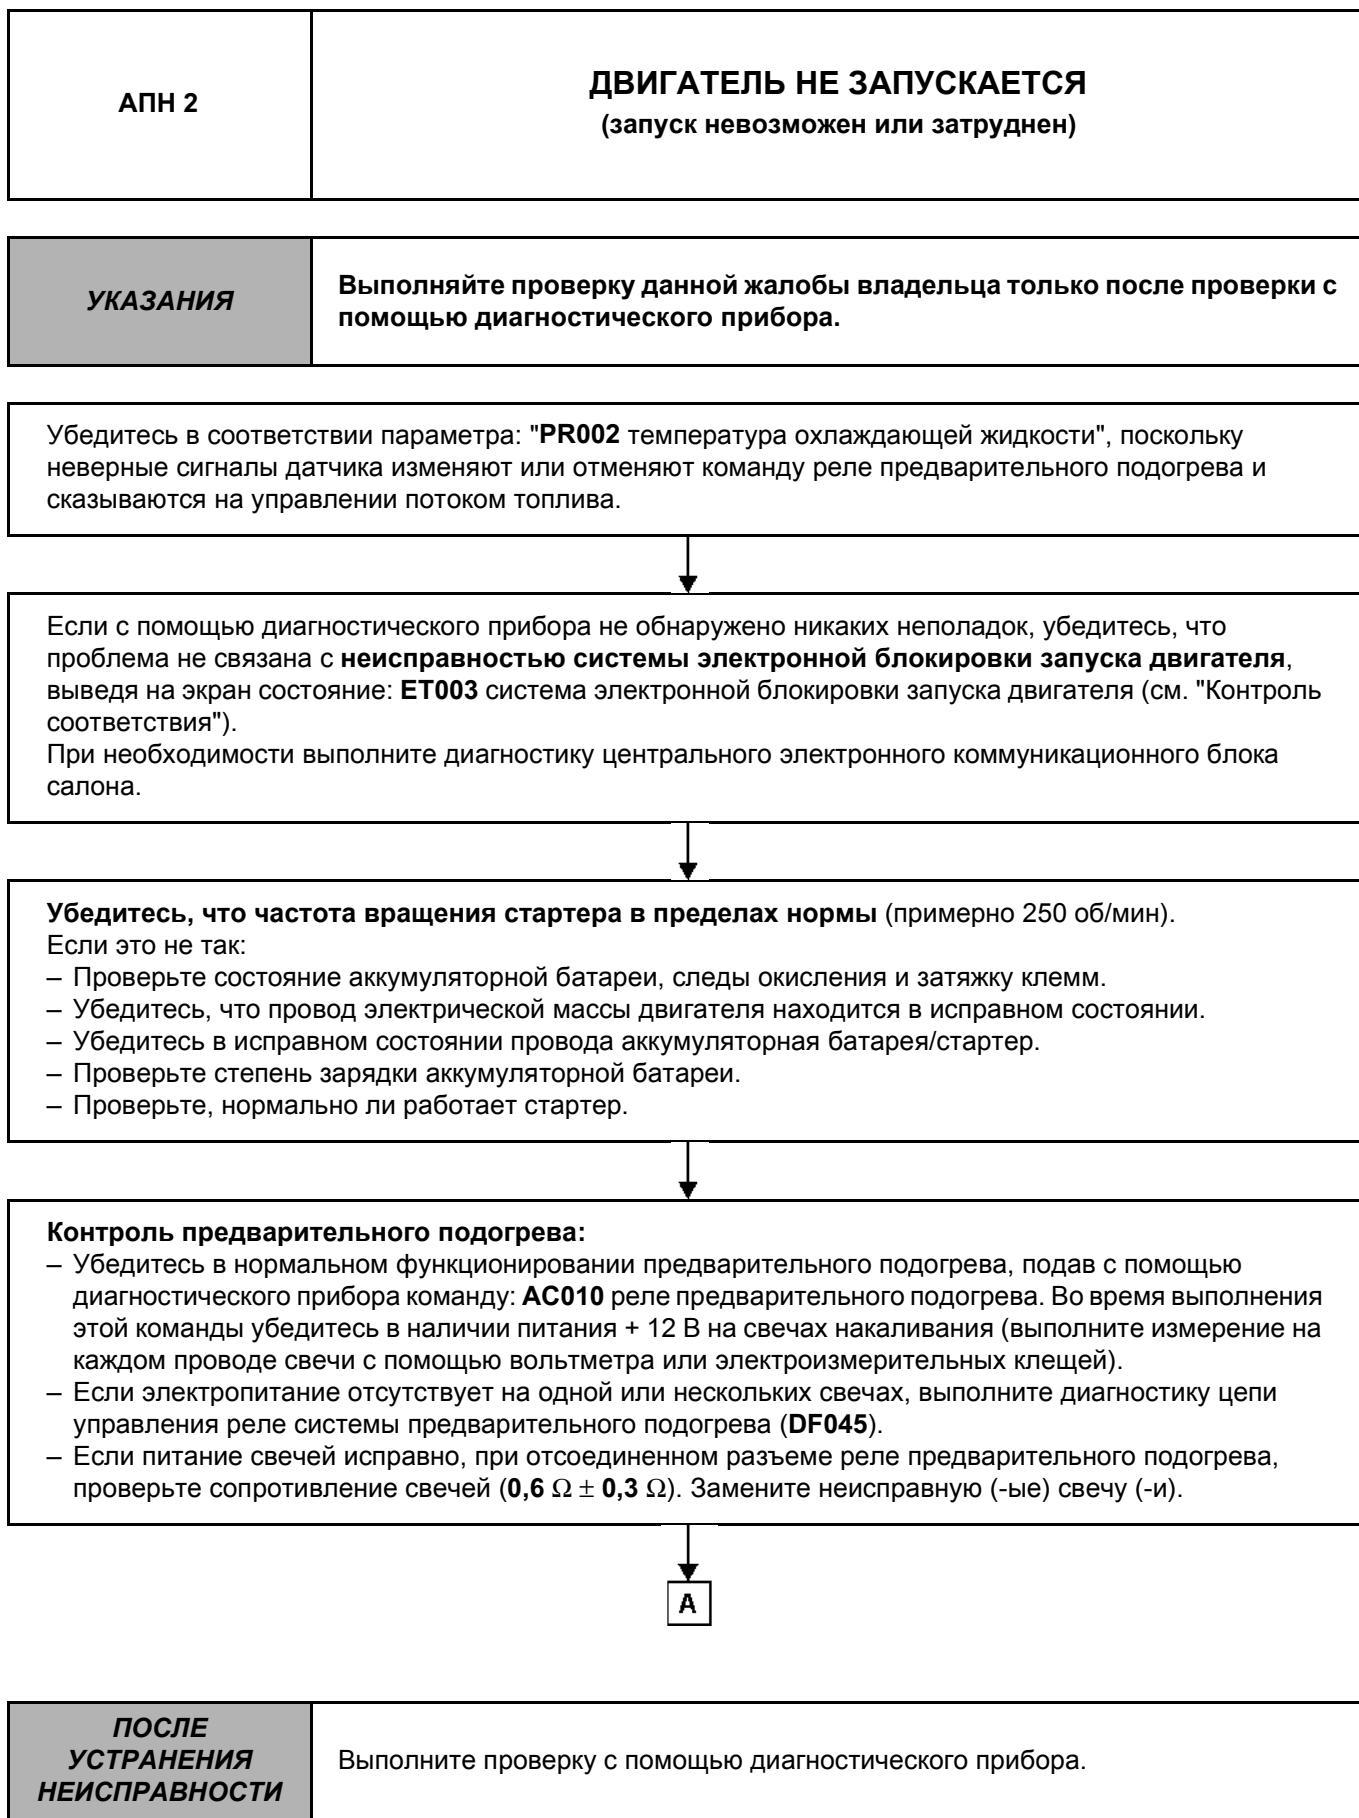 АПН 2
ДВИГАТЕЛЬ НЕ ЗАПУСКАЕТСЯ
(запуск невозможен или затруднен)
УКАЗАНИЯ
Выполняйте проверку данной жалобы владельца только после проверки с
помощью диагностического прибора.
Убедитесь в соответствии параметра: "PR002 температура охлаждающей жидкости", поскольку
неверные сигналы датчика изменяют или отменяют команду реле предварительного подогрева и
сказываются на управлении потоком топлива.
Если с помощью диагностического прибора не обнаружено никаких неполадок, убедитесь, что
проблема не связана с неисправностью системы электронной блокировки запуска двигателя,
выведя на экран состояние: ET003 система электронной блокировки запуска двигателя (см. "Контроль
соответствия").
При необходимости выполните диагностику центрального электронного коммуникационного блока
салона.
Убедитесь, что частота вращения стартера в пределах нормы (примерно 250 об/мин).
Если это не так:
– Проверьте состояние аккумуляторной батареи, следы окисления и затяжку клемм.
– Убедитесь, что провод электрической массы двигателя находится в исправном состоянии.
– Убедитесь в исправном состоянии провода аккумуляторная батарея/стартер.
– Проверьте степень зарядки аккумуляторной батареи.
– Проверьте, нормально ли работает стартер.
Контроль предварительного подогрева:
– Убедитесь в нормальном функционировании предварительного подогрева, подав с помощью
диагностического прибора команду: AC010 реле предварительного подогрева. Во время выполнения
этой команды убедитесь в наличии питания + 12 В на свечах накаливания (выполните измерение на
каждом проводе свечи с помощью вольтметра или электроизмерительных клещей).
– Если электропитание отсутствует на одной или нескольких свечах, выполните диагностику цепи
управления реле системы предварительного подогрева (DF045).
– Если питание свечей исправно, при отсоединенном разъеме реле предварительного подогрева,
проверьте сопротивление свечей (0,6 Ω ± 0,3 Ω). Замените неисправную (-ые) свечу (-и).
A
ПОСЛЕ
УСТРАНЕНИЯ
НЕИСПРАВНОСТИ
Выполните проверку с помощью диагностического прибора.